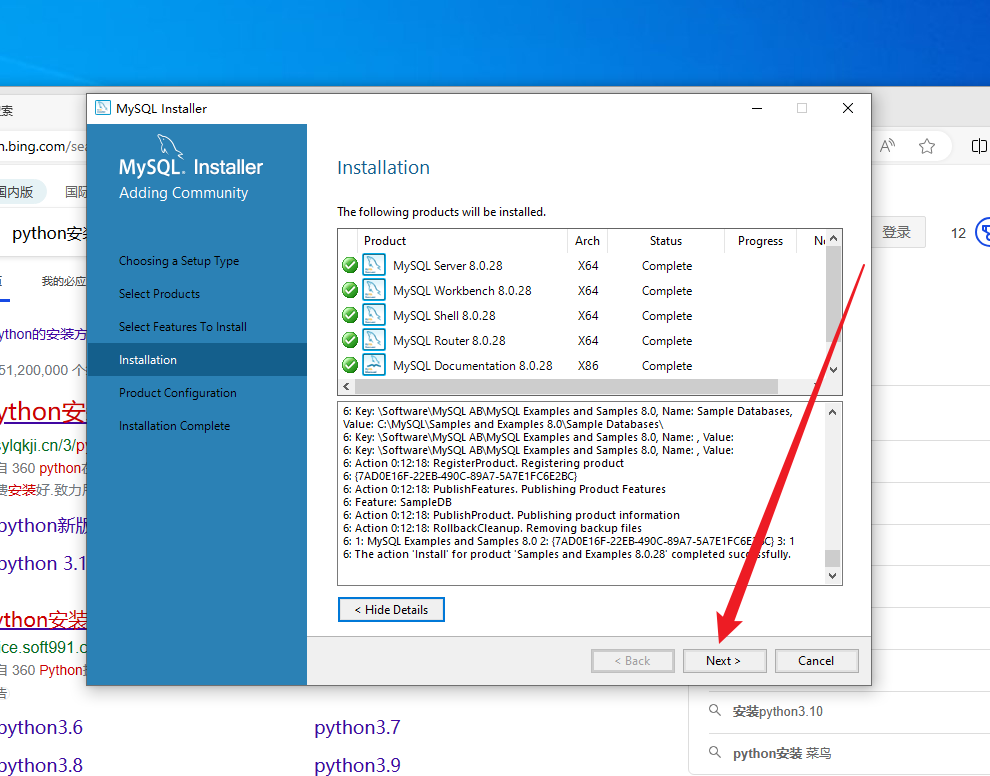 MySQL Installer
MySQL. Installer
Adding Community
Choosing a Setup Type
Select Products
Select Features To Install
Installation
Product Configuration
Installation Complete
Installation
The following products will be installed.
Product Arch Status Progress
MySQL Server 8.0.28 X64 Complete
MySQL Workbench 8.0.28 X64 Complete
MySQL Shell 8.0.28 X64 Complete
MySQL Router 8.0.28 X64 Complete
MySQL Documentation 8.0.28 X86 Complete
6: Key: \Software\MySQL AB\MySQL Examples and Samples 8.0, Name: Sample Databases,
Value: C:\MySQL\Samples and Examples 8.0\Sample Databases\
6: Key: \Software\MySQL AB\MySQL Examples and Samples 8.0, Name: , Value:
6: Key: \Software\MySQL AB\MySQL Examples and Samples 8.0, Name: , Value:
6: Action 0:12:18: RegisterProduct. Registering product
6: {7AD0E16F-22EB-490C-89A7-5A7E1FC6E2BC}
6: Action 0:12:18: PublishFeatures. Publishing Product Features
6: Feature: SampleDB
6: Action 0:12:18: PublishProduct. Publishing product information
6: Action 0:12:18: RollbackCleanup. Removing backup files
6: 1: MySQL Examples and Samples 8.0 2: {7AD0E16F-22EB-490C-89A7-5A7E1FC6E2BC} 3: 1
6: The action 'Install' for product 'Samples and Examples 8.0.28' completed successfully.
< Hide Details
< Back Next > Cancel
索
n.bing.com/sea
国内版 国际
python安装
登录 12
我的必应
ython的安装方
51,200,000 个
ython安
sylqkji.cn/3/py
自 360 python在
费安装好.致力
python新版
python 3.1
ython安装
ice.soft991.c
自 360 Python
告
python3.6 python3.7
python3.8 python3.9
安装python3.10
python安装 菜鸟